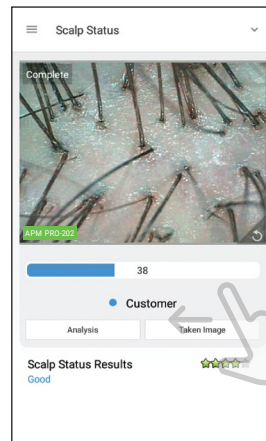 Scalp Status
Complete
APM PRO-202
38
Customer
Analysis
Taken Image
Scalp Status Results
Good